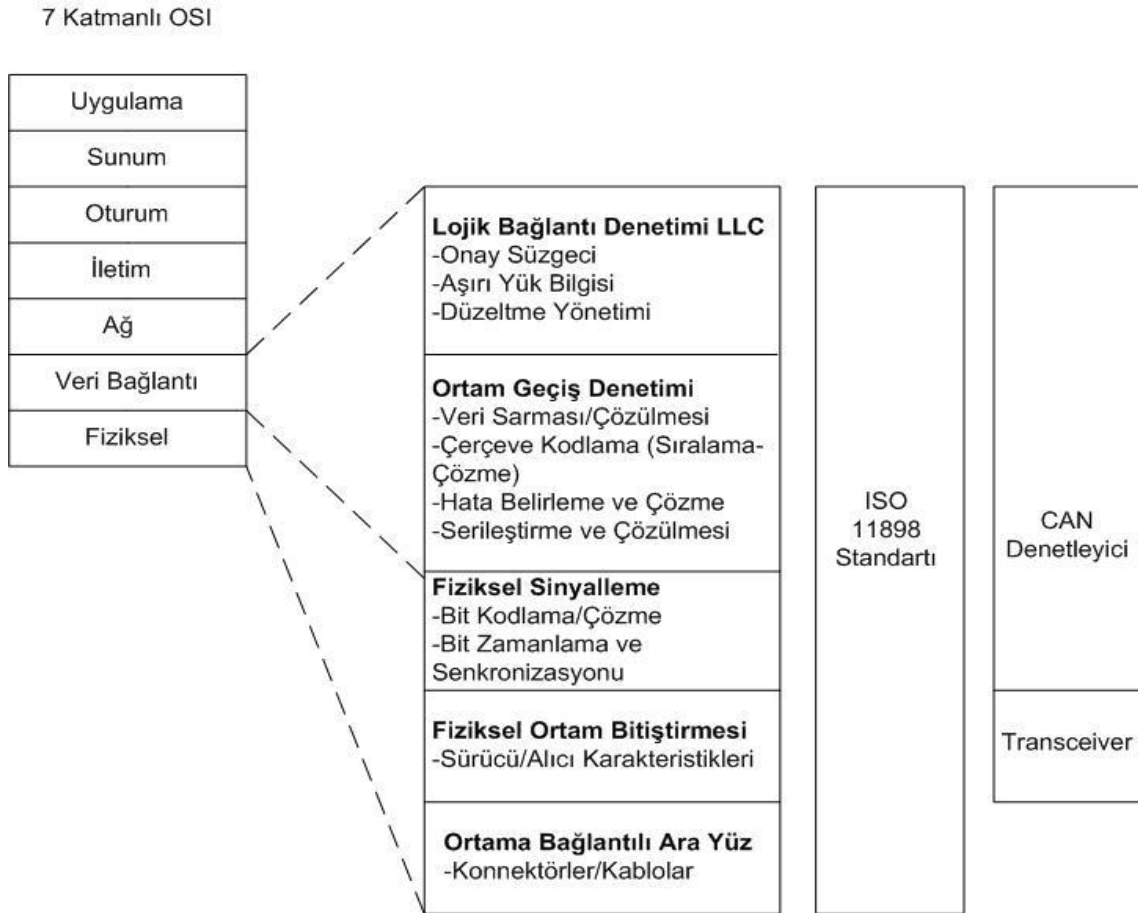 7 Katmanlı OSI
Uygulama
Sunum
Oturum
İletim
Ağ
Veri Bağlantı
Fiziksel
Lojik Bağlantı Denetimi LLC
-Onay Süzgeci
-Aşırı Yük Bilgisi
-Düzeltme Yönetimi
Ortam Geçiş Denetimi
-Veri Sarması/Çözülmesi
-Çerçeve Kodlama (Sıralama-
Çözme)
-Hata Belirleme ve Çözme
-Serileştirme ve Çözülmesi
Fiziksel Sinyalleme
-Bit Kodlama/Çözme
-Bit Zamanlama ve
Senkronizasyonu
Fiziksel Ortam Bitiştirmesi
-Sürücü/Alıcı Karakteristikleri
Ortama Bağlantılı Ara Yüz
-Konnektörler/Kablolar
ISO
11898
Standartı
CAN
Denetleyici
Transceiver